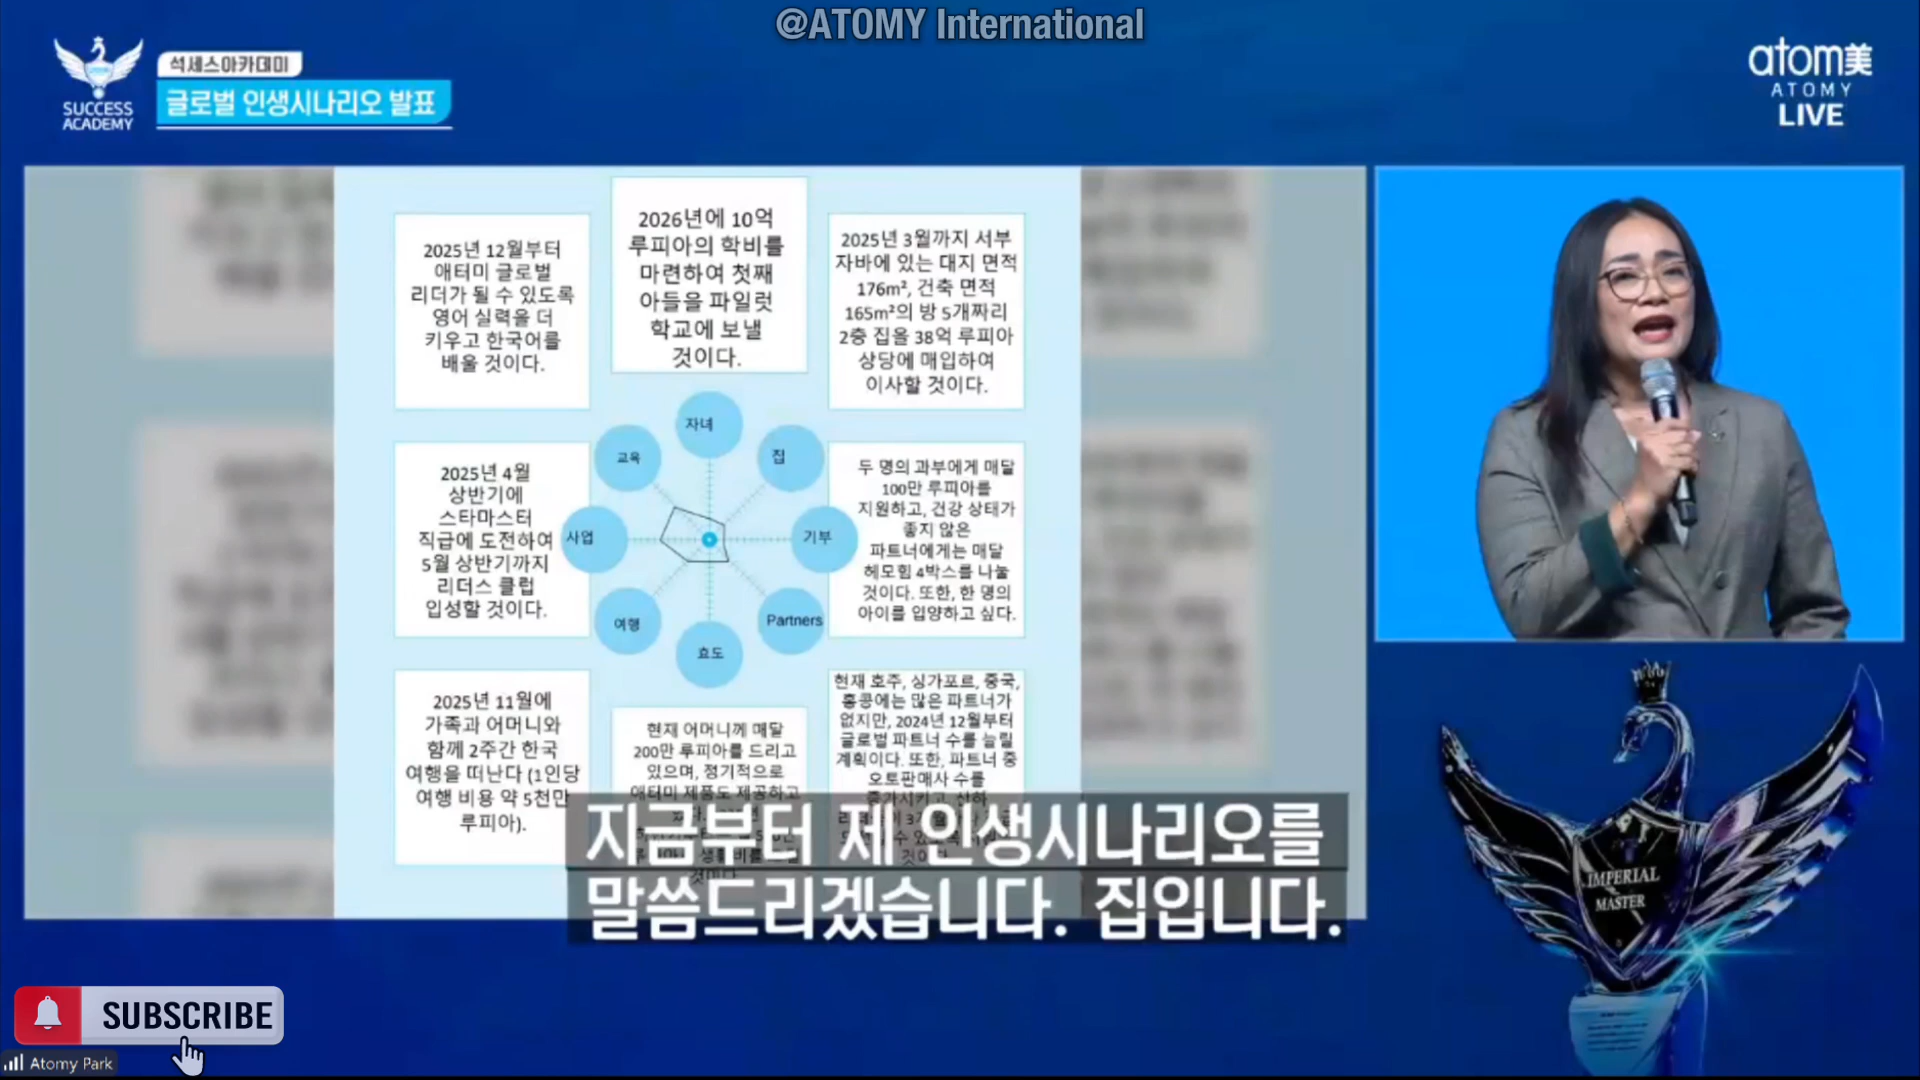 @ATOMY International
SUCCESS
ACADEMY
석세스아카데미
글로벌 인생시나리오 발표
atom美
ATOMY
LIVE
2025년 12월부터
애터미 글로벌
리더가 될 수 있도록
영어 실력을 더
키우고 한국어를
배울 것이다.
2026년에 10억
루피아의 학비를
마련하여 첫째
아들을 파일럿
학교에 보낼
것이다.
2025년 3월까지 서부
자바에 있는 대지 면적
176m², 건축 면적
165m²의 방 5개짜리
2층 집을 38억 루피아
상당에 매입하여
이사할 것이다.
자녀
교육
집
사업
기부
여행
Partners
효도
2025년 4월
상반기에
스타마스터
직급에 도전하여
5월 상반기까지
리더스 클럽
입성할 것이다.
두 명의 과부에게 매달
100만 루피아를
지원하고, 건강 상태가
좋지 않은
파트너에게는 매달
헤모힘 4박스를 나눌
것이다. 또한, 한 명의
아이를 입양하고 싶다.
2025년 11월에
가족과 어머니와
함께 2주간 한국
여행을 떠난다 (1인당
여행 비용 약 5천만
루피아).
현재 어머니께 매달
200만 루피아를 드리고
있으며, 정기적으로
애터미 제품도 제공하고
현재 호주, 싱가포르, 중국,
홍콩에는 많은 파트너가
없지만, 2024년 12월부터
글로벌 파트너 수를 늘릴
계획이다. 또한, 파트너 중
오토판매사 수를
지금부터 제 인생시나리오를
말씀드리겠습니다. 집입니다.
IMPERIAL
MASTER
SUBSCRIBE
Atomy Park